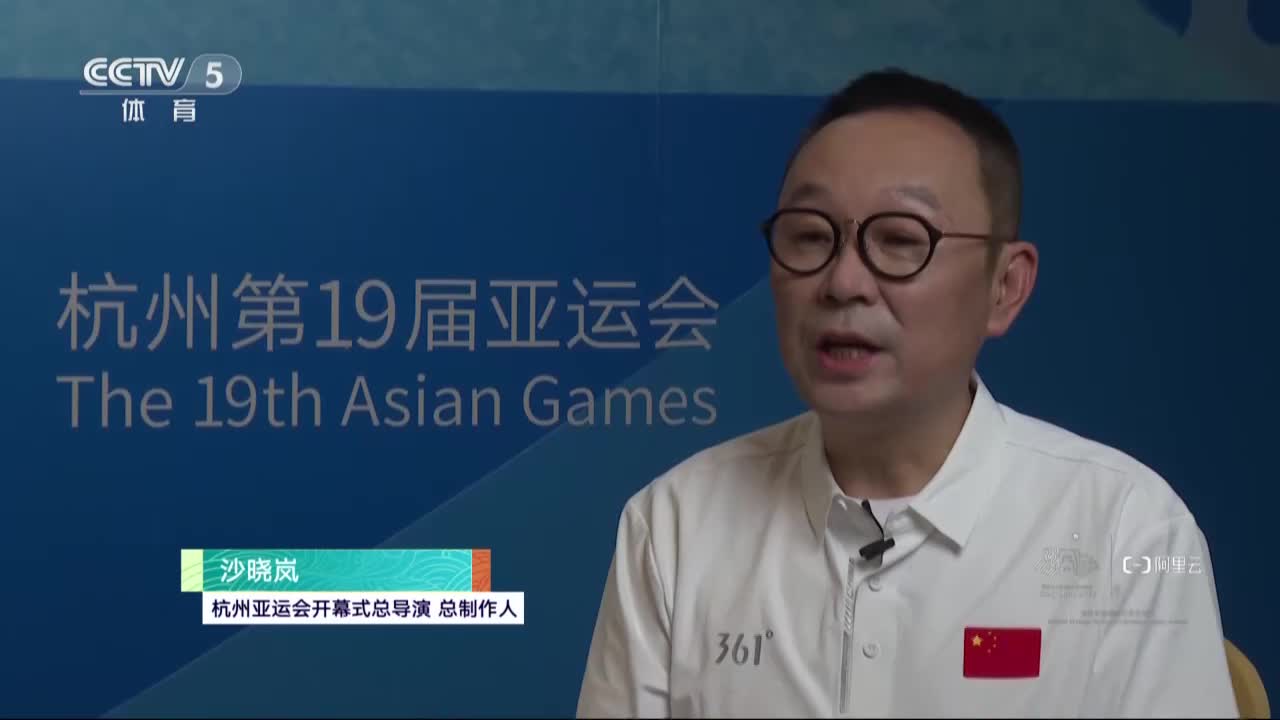 CCTV 5
体育
杭州第19届亚运会
The 19th Asian Games
沙晓岚
杭州亚运会开幕式总导演 总制作人
361°
阿里云